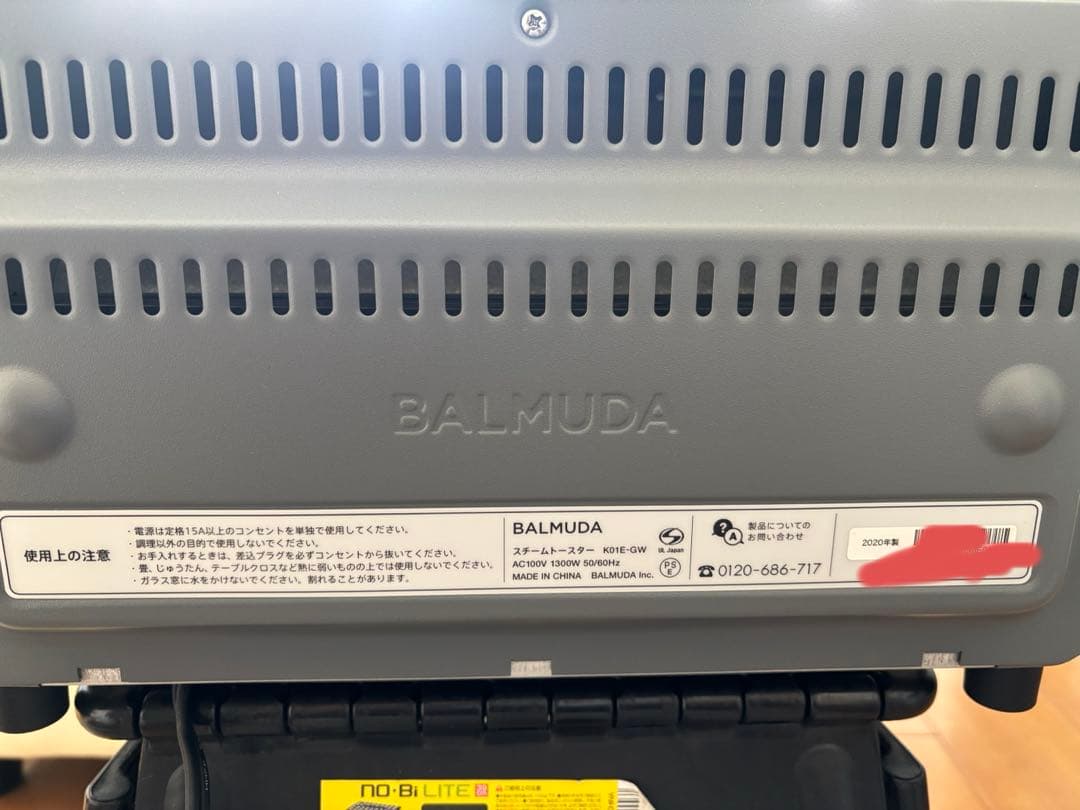 BALMUDA
使用上の注意
・電源は定格15A以上のコンセントを単独で使用してください。
・調理以外の目的で使用しないでください。
・お手入れするときは、差込プラグを必ずコンセントから抜いてください。
・畳、じゅうたん、テーブルクロスなど熱に弱いものの上では使用しないでください。
・ガラス窓に水をかけないでください。割れることがあります。
BALMUDA
スチームトースター K01E-GW
AC100V 1300W 50/60Hz
MADE IN CHINA BALMUDA Inc.
UL Japan
PS
E
?
A
製品についての
お問い合わせ
0120-686-717
2020年製
NO・Bi LITE
ご使用上の注意